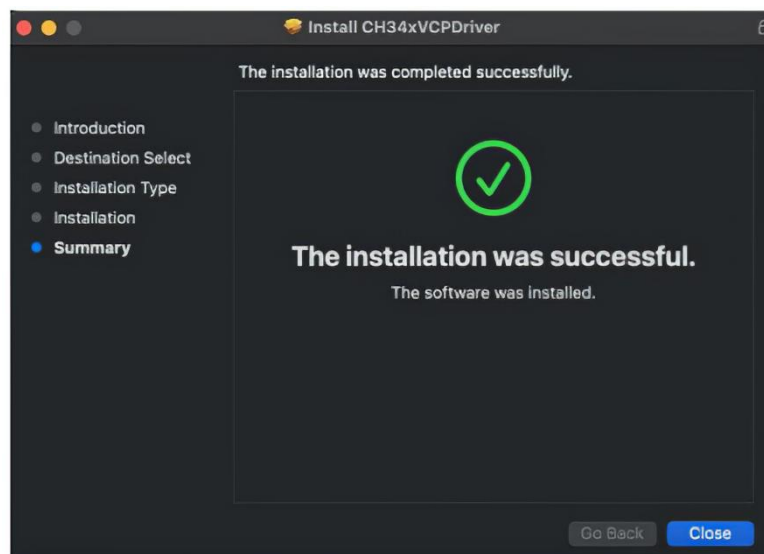 Install CH34xVCPDriver
The installation was completed successfully.
Introduction
Destination Select
Installation Type
Installation
Summary
The installation was successful.
The software was installed.
Go Back
Close